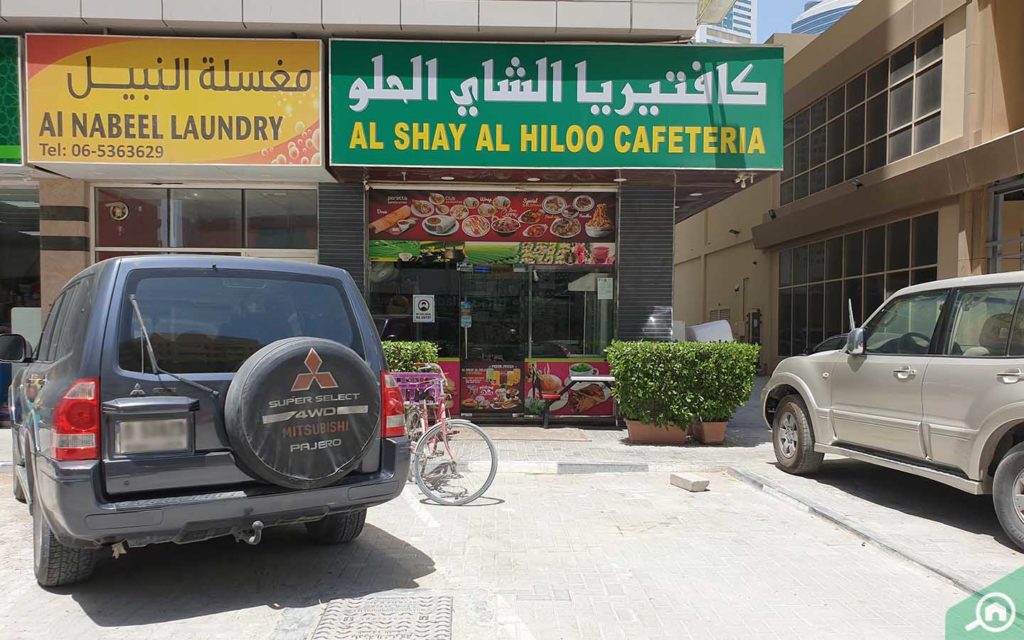 مغسلة النبيل
Al NABEEL LAUNDRY
Tel: 06-5363629
كافتيريا الشاي الحلو
AL SHAY AL HILOO CAFETERIA
SUPER SELECT
4WD
MITSUBISHI
PAJERO